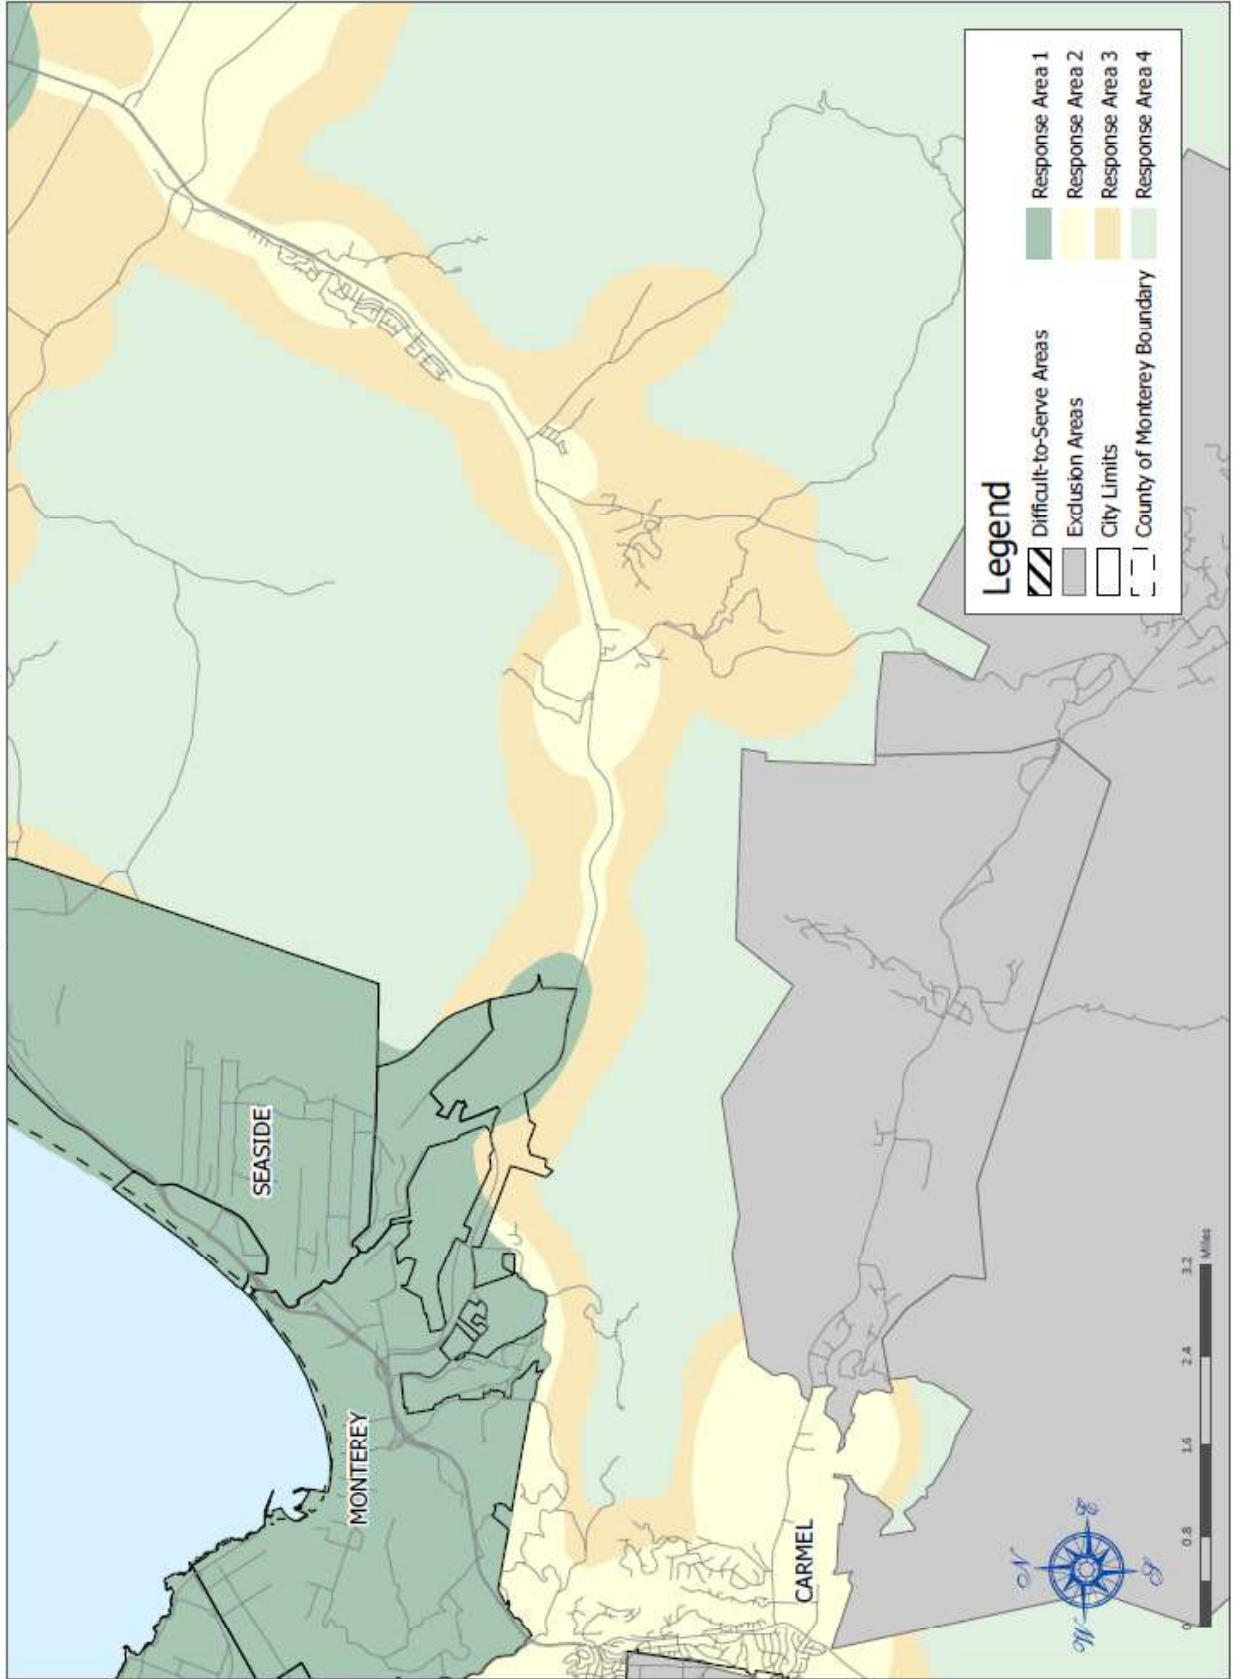 SEASIDE
MONTEREY
CARMEL
Legend
Difficult-to-Serve Areas
Exclusion Areas
City Limits
County of Monterey Boundary
Response Area 1
Response Area 2
Response Area 3
Response Area 4
N
W
E
S
0 0.8 1.6 2.4 3.2
Miles